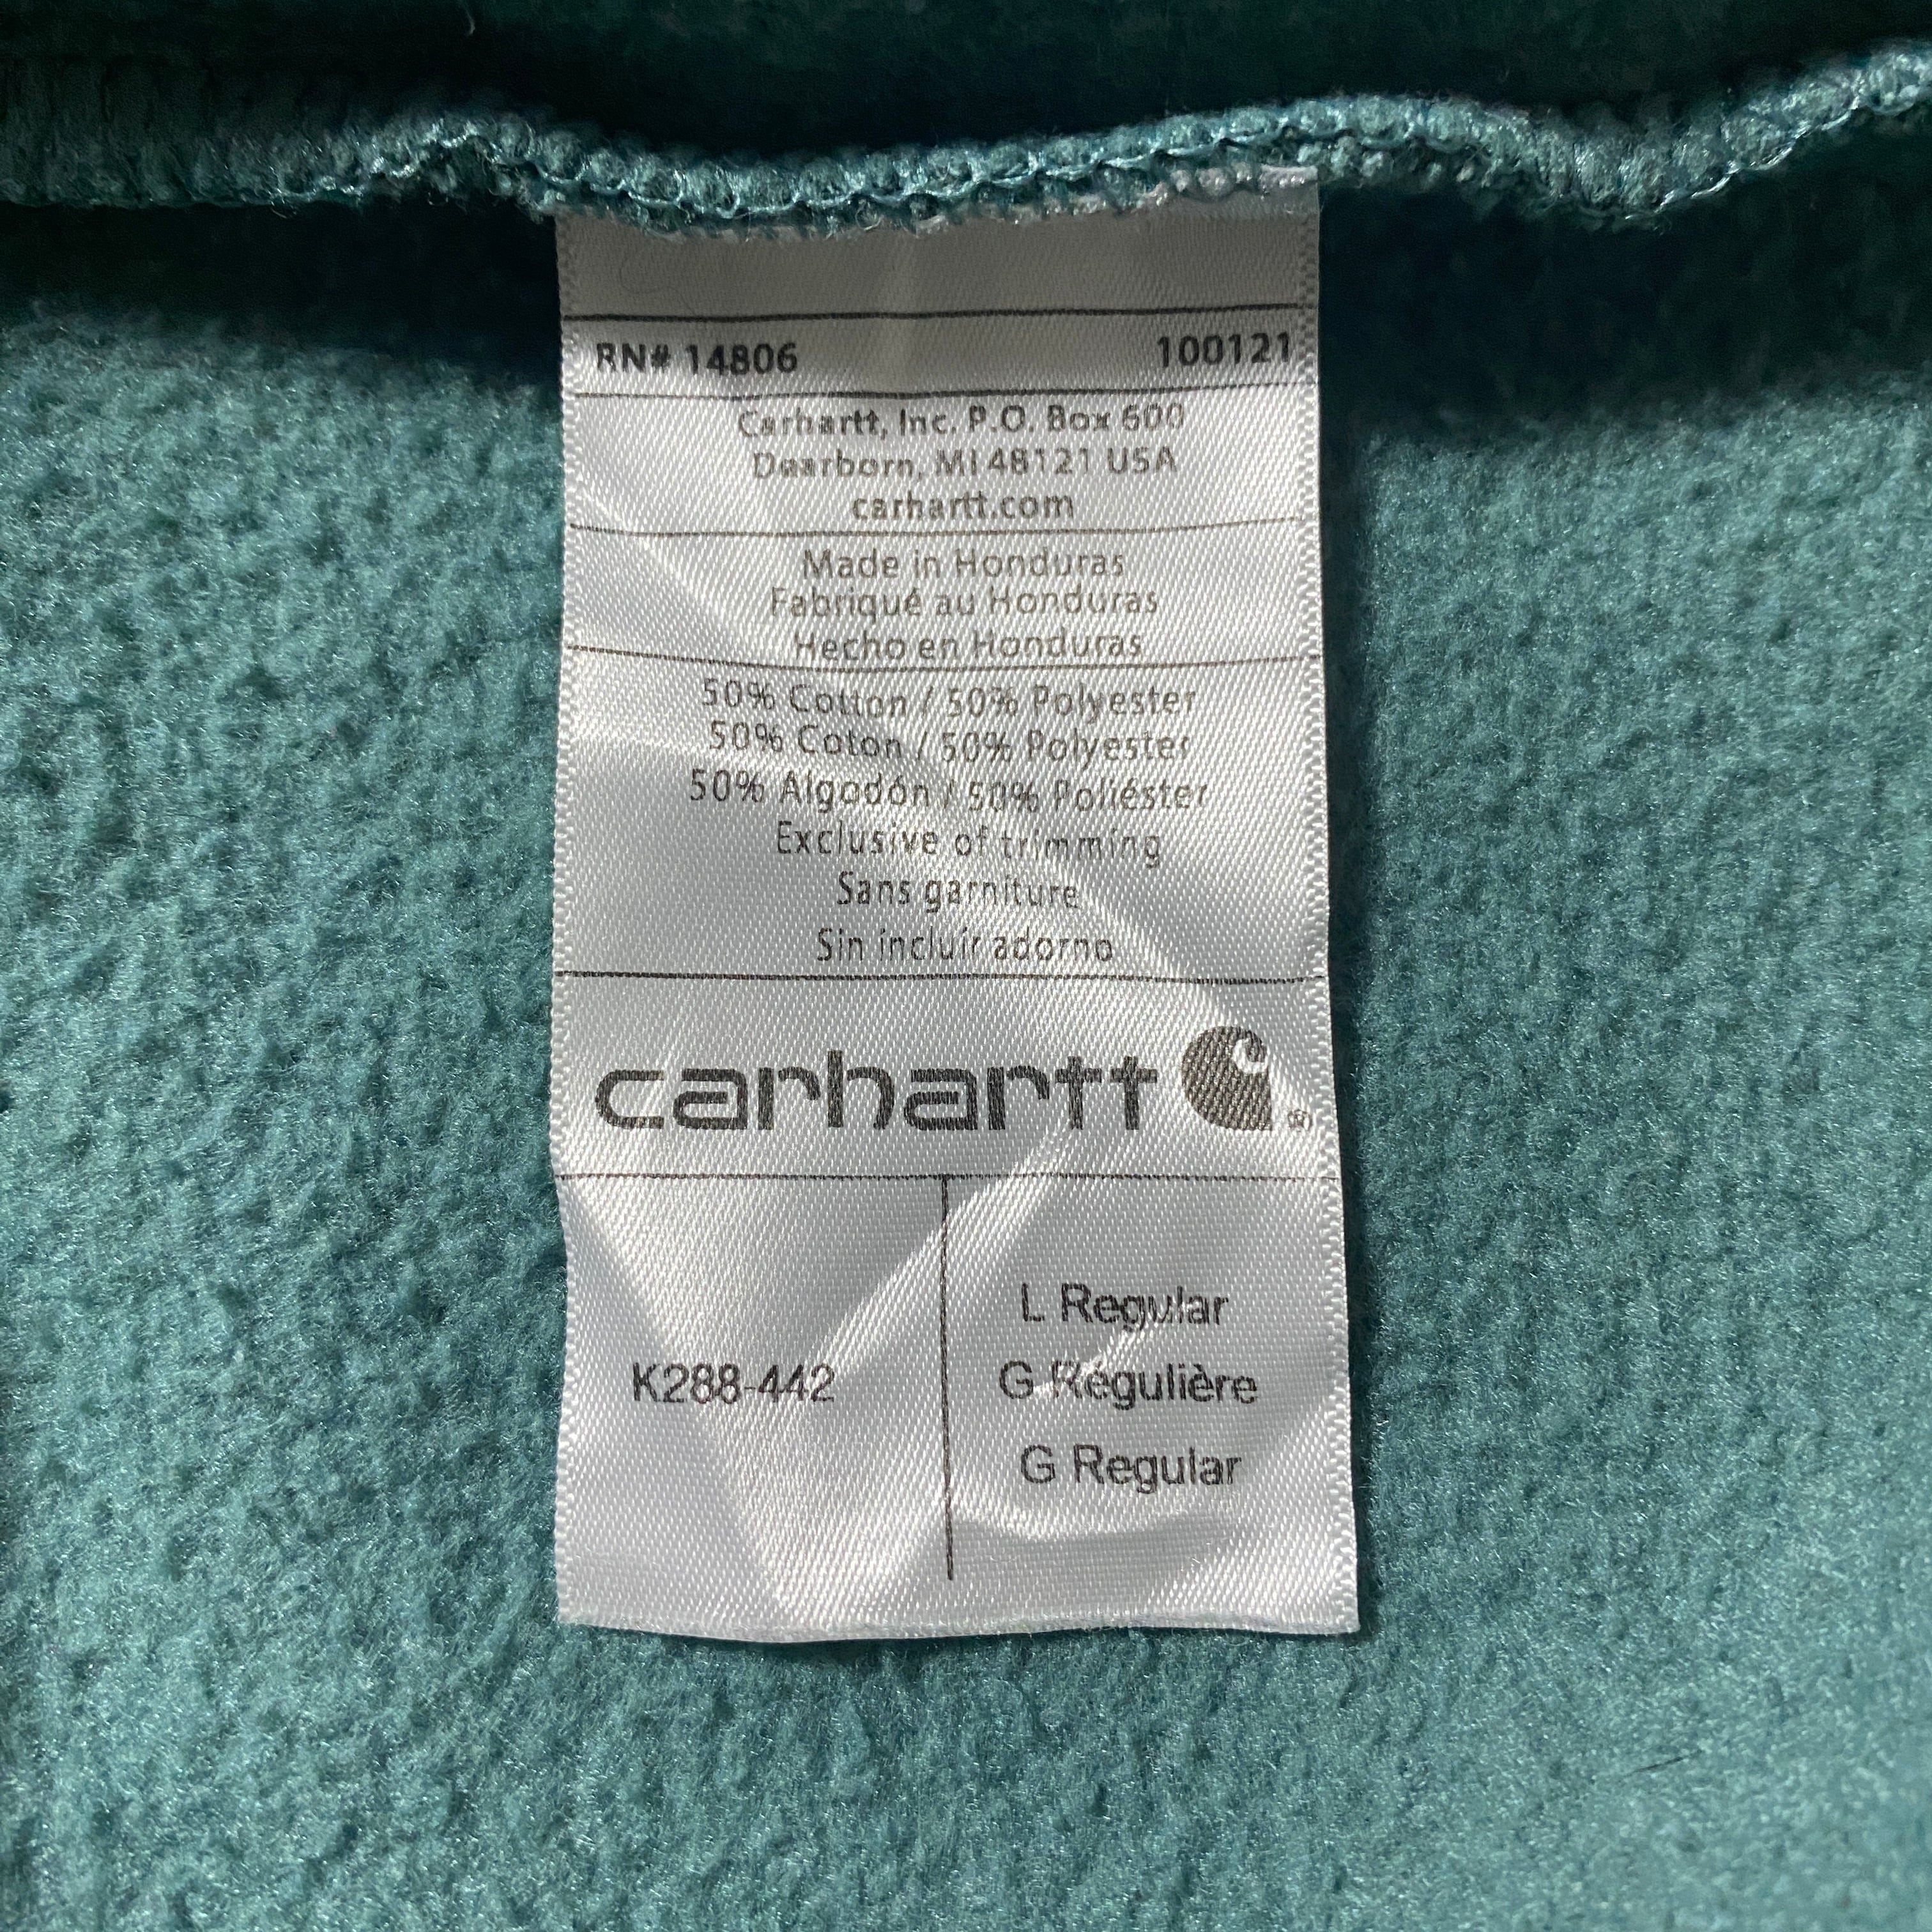 RN# 14806 100121
Carhartt, Inc. P.O. Box 600
Dearborn, MI 48121 USA
carhartt.com
Made in Honduras
Fabriqué au Honduras
Hecho en Honduras
50% Cotton / 50% Polyester
50% Coton / 50% Polyester
50% Algodón / 50% Poliéster
Exclusive of trimming
Sans garniture
Sin incluir adorno
carhartt ®
K288-442
L Regular
G Régulière
G Regular